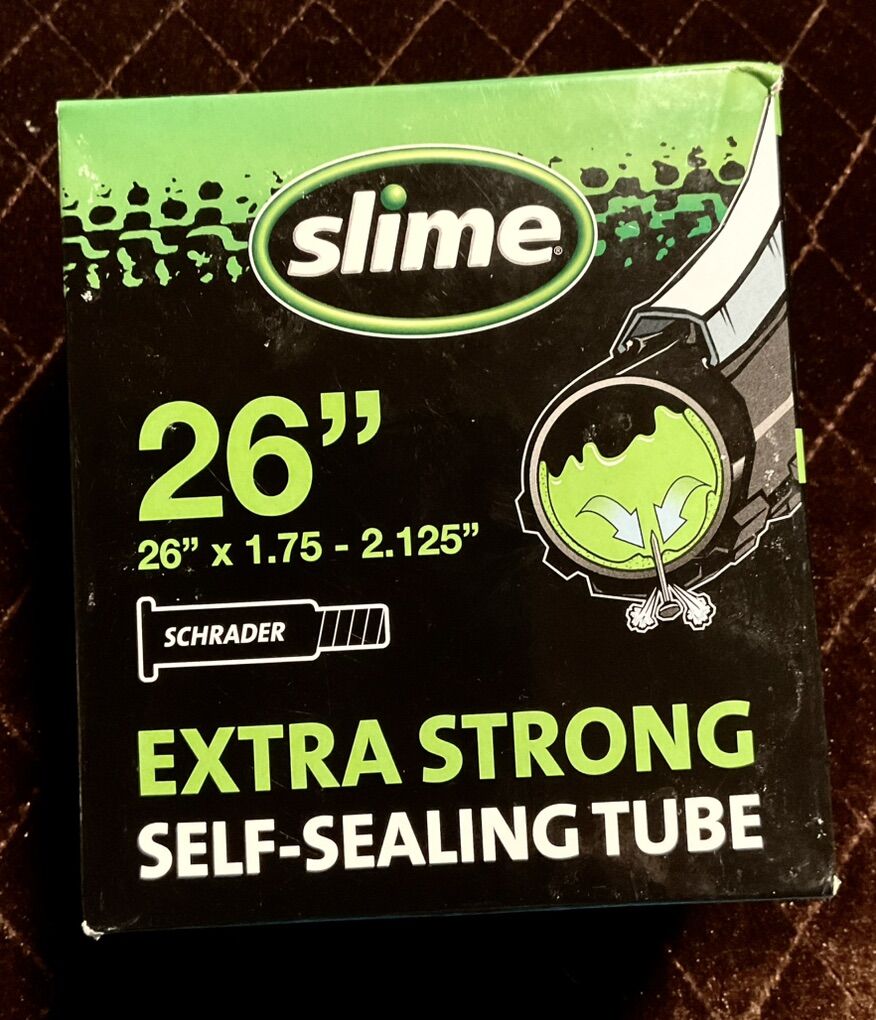 slime®
26”
26” x 1.75 - 2.125”
SCHRADER
EXTRA STRONG
SELF-SEALING TUBE